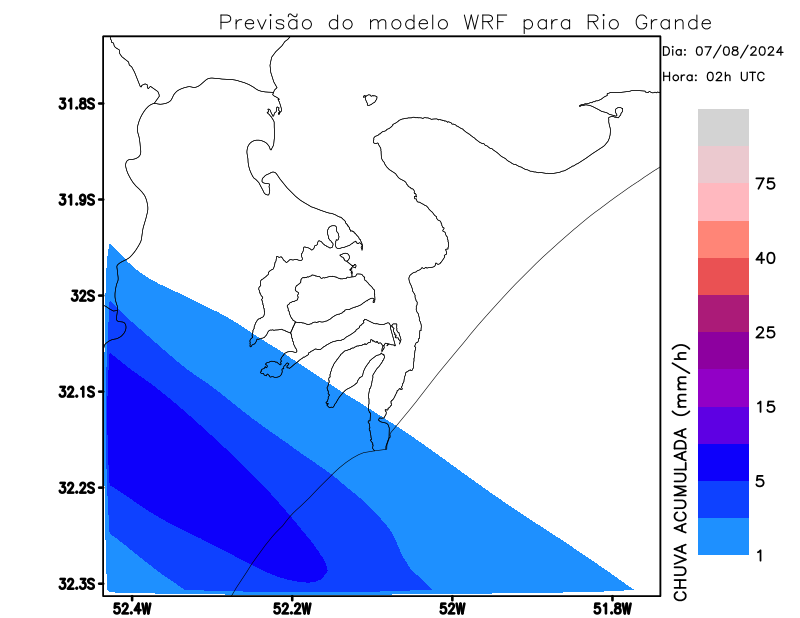 Previsão do modelo WRF para Rio Grande
Dia: 07/08/2024
Hora: 02h UTC
31.8S
31.9S
32S
32.1S
32.2S
32.3S
52.4W
52.2W
52W
51.8W
75
40
25
15
5
1
CHUVA ACUMULADA (mm/h)